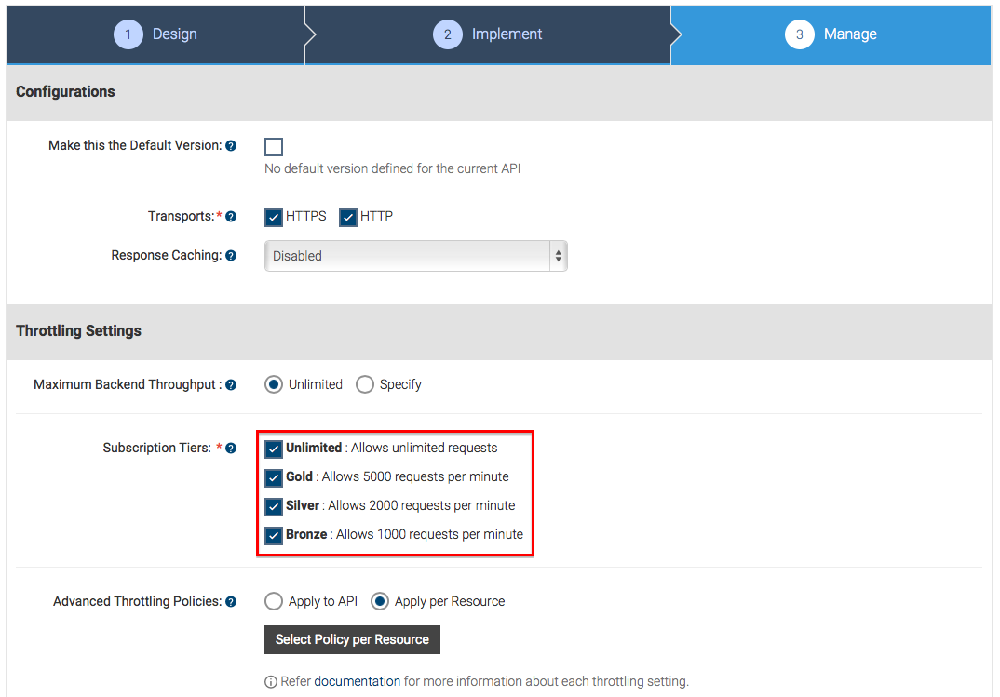 1 Design
2 Implement
3 Manage
Configurations
Make this the Default Version: ?
No default version defined for the current API
Transports:* ? HTTPS HTTP
Response Caching: ? Disabled
Throttling Settings
Maximum Backend Throughput : ? Unlimited Specify
Subscription Tiers: * ? Unlimited : Allows unlimited requests
Gold : Allows 5000 requests per minute
Silver : Allows 2000 requests per minute
Bronze : Allows 1000 requests per minute
Advanced Throttling Policies: ? Apply to API Apply per Resource
Select Policy per Resource
i Refer documentation for more information about each throttling setting.